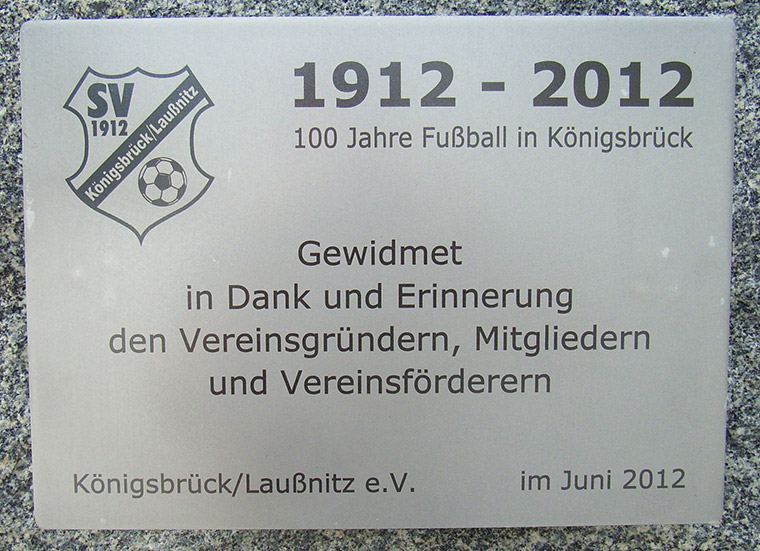 SV
1912
Königsbrück/Laußnitz
1912 - 2012
100 Jahre Fußball in Königsbrück
Gewidmet
in Dank und Erinnerung
den Vereinsgründern, Mitgliedern
und Vereinsförderern
Königsbrück/Laußnitz e.V.
im Juni 2012